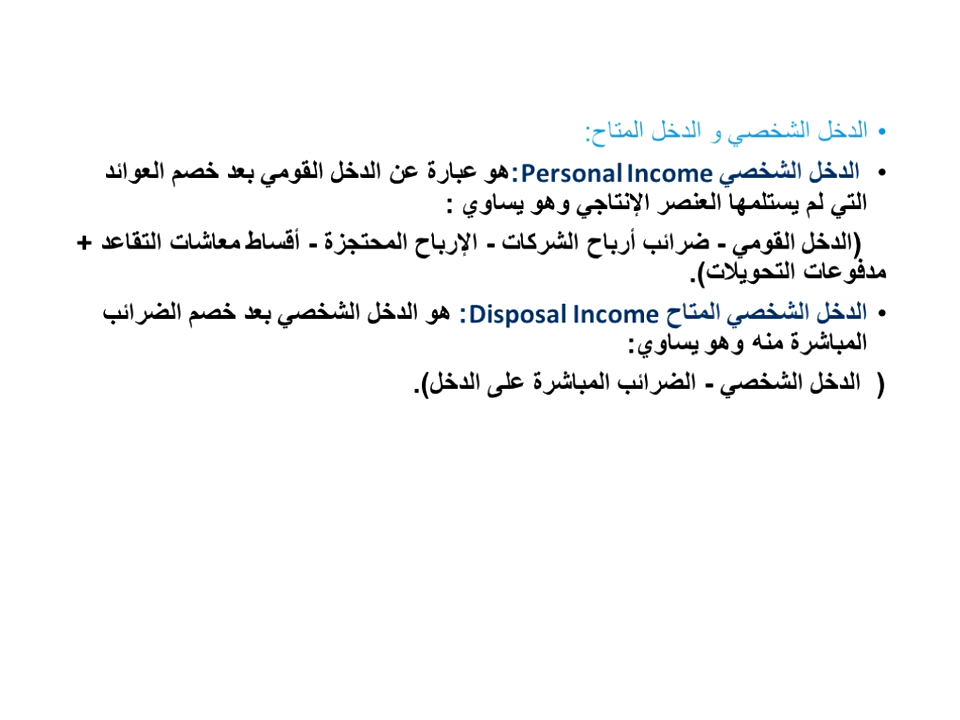 • الدخل الشخصي و الدخل المتاح:
• الدخل الشخصي Personal Income:هو عبارة عن الدخل القومي بعد خصم العوائد
التي لم يستلمها العنصر الإنتاجي وهو يساوي :
(الدخل القومي - ضرائب أرباح الشركات - الإرباح المحتجزة - أقساط معاشات التقاعد +
مدفوعات التحويلات).
• الدخل الشخصي المتاح Disposal Income: هو الدخل الشخصي بعد خصم الضرائب
المباشرة منه وهو يساوي:
( الدخل الشخصي - الضرائب المباشرة على الدخل).